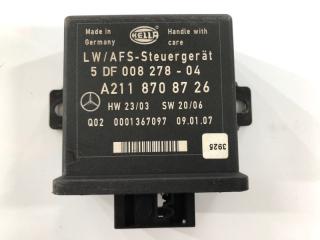 Made in Germany
HELLA
Handle with care
LW/AFS-Steuergerät
5 DF 008 278 - 04
A211 870 87 26
HW 23/03 SW 20/06
Q02 0001367097 09.01.07
3925